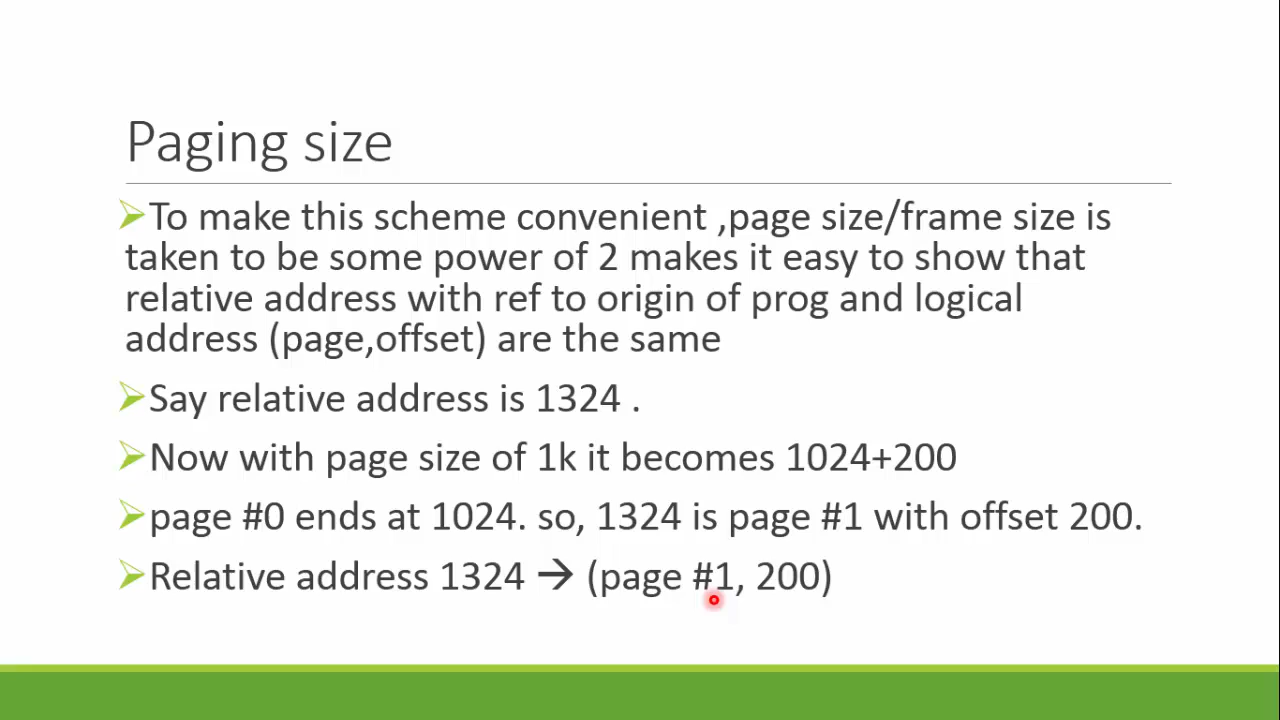 Paging size
➢To make this scheme convenient ,page size/frame size is
taken to be some power of 2 makes it easy to show that
relative address with ref to origin of prog and logical
address (page,offset) are the same
➢Say relative address is 1324 .
➢Now with page size of 1k it becomes 1024+200
➢page #0 ends at 1024. so, 1324 is page #1 with offset 200.
➢Relative address 1324 → (page #1, 200)